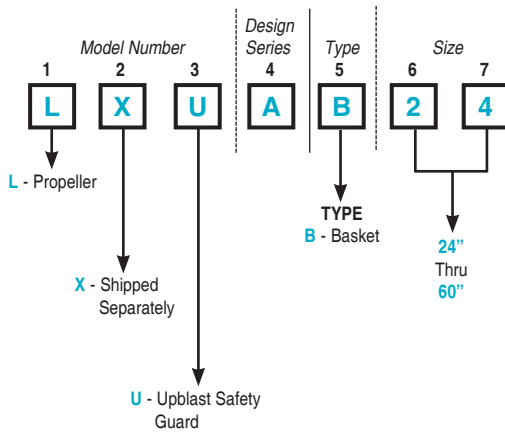 Model Number
Design
Series
Type
Size
1 2 3 4 5 6 7
L X U A B 2 4
L - Propeller
TYPE
B - Basket
24”
Thru
60”
X - Shipped
Separately
U - Upblast Safety
Guard